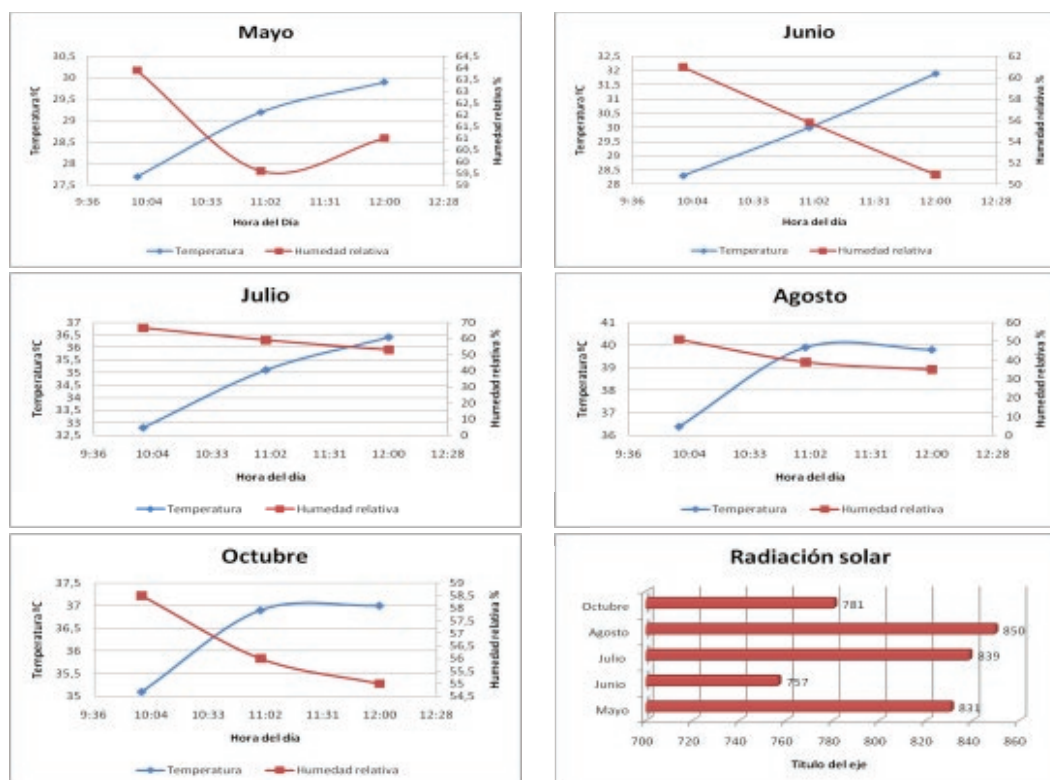 Mayo
Temperatura ºC
30,5
30
29,5
29
28,5
28
27,5
64,5
64
63,5
63
62,5
62
61,5
61
60,5
60
59,5
59
Humedad relativa %
9:36 10:04 10:33 11:02 11:31 12:00 12:28
Hora del Día
Temperatura Humedad relativa
Junio
Temperatura ºC
32,5
32
31,5
31
30,5
30
29,5
29
28,5
28
62
60
58
56
54
52
50
Humedad relativa %
9:36 10:04 10:33 11:02 11:31 12:00 12:28
Hora del Día
Temperatura Humedad relativa
Julio
Temperatura ºC
37
36,5
36
35,5
35
34,5
34
33,5
33
32,5
70
60
50
40
30
20
10
0
Humedad relativa %
9:36 10:04 10:33 11:02 11:31 12:00 12:28
Hora del día
Temperatura Humedad relativa
Agosto
Temperatura ºC
41
40
39
38
37
36
60
50
40
30
20
10
0
Humedad relativa %
9:36 10:04 10:33 11:02 11:31 12:00 12:28
Hora del día
Temperatura Humedad relativa
Octubre
Temperatura ºC
37,5
37
36,5
36
35,5
35
59
58,5
58
57,5
57
56,5
56
55,5
55
54,5
Humedad relativa %
9:36 10:04 10:33 11:02 11:31 12:00 12:28
Hora del día
Temperatura Humedad relativa
Radiación solar
Octubre 781
Agosto 850
Julio 839
Junio 757
Mayo 831
700 720 740 760 780 800 820 840 860
Título del eje